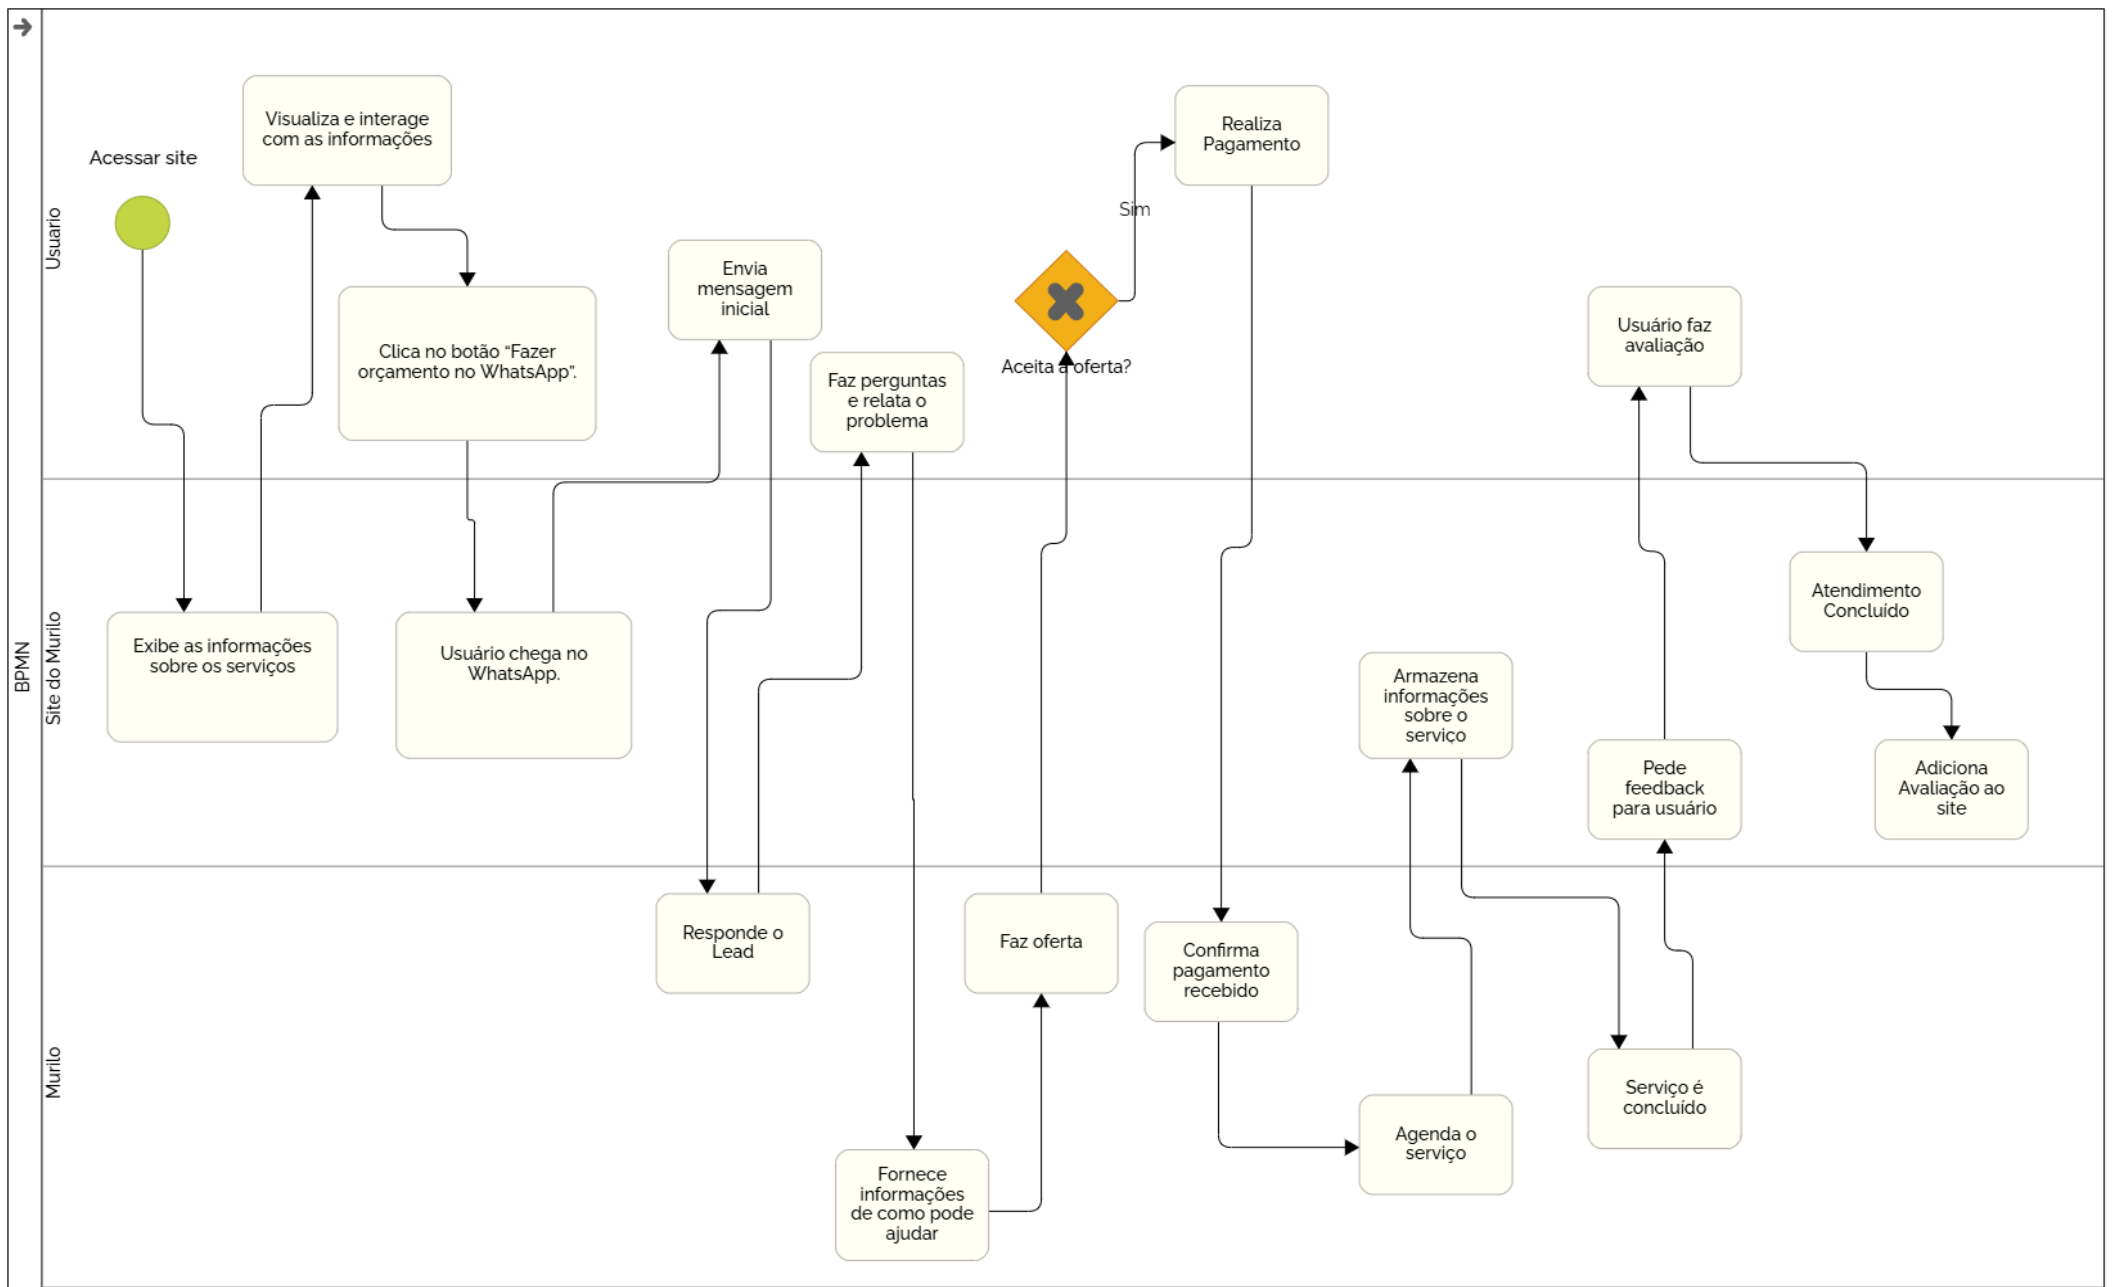 BPMN
Usuario
Acessar site
Visualiza e interage
com as informações
Clica no botão “Fazer
orçamento no WhatsApp”.
Envia
mensagem
inicial
Faz perguntas
e relata o
problema
Aceita a oferta?
Sim
Realiza
Pagamento
Usuário faz
avaliação
Site do Murilo
Exibe as informações
sobre os serviços
Usuário chega no
WhatsApp.
Armazena
informações
sobre o
serviço
Pede
feedback
para usuário
Atendimento
Concluído
Adiciona
Avaliação ao
site
Murilo
Responde o
Lead
Fornece
informações
de como pode
ajudar
Faz oferta
Confirma
pagamento
recebido
Agenda o
serviço
Serviço é
concluído